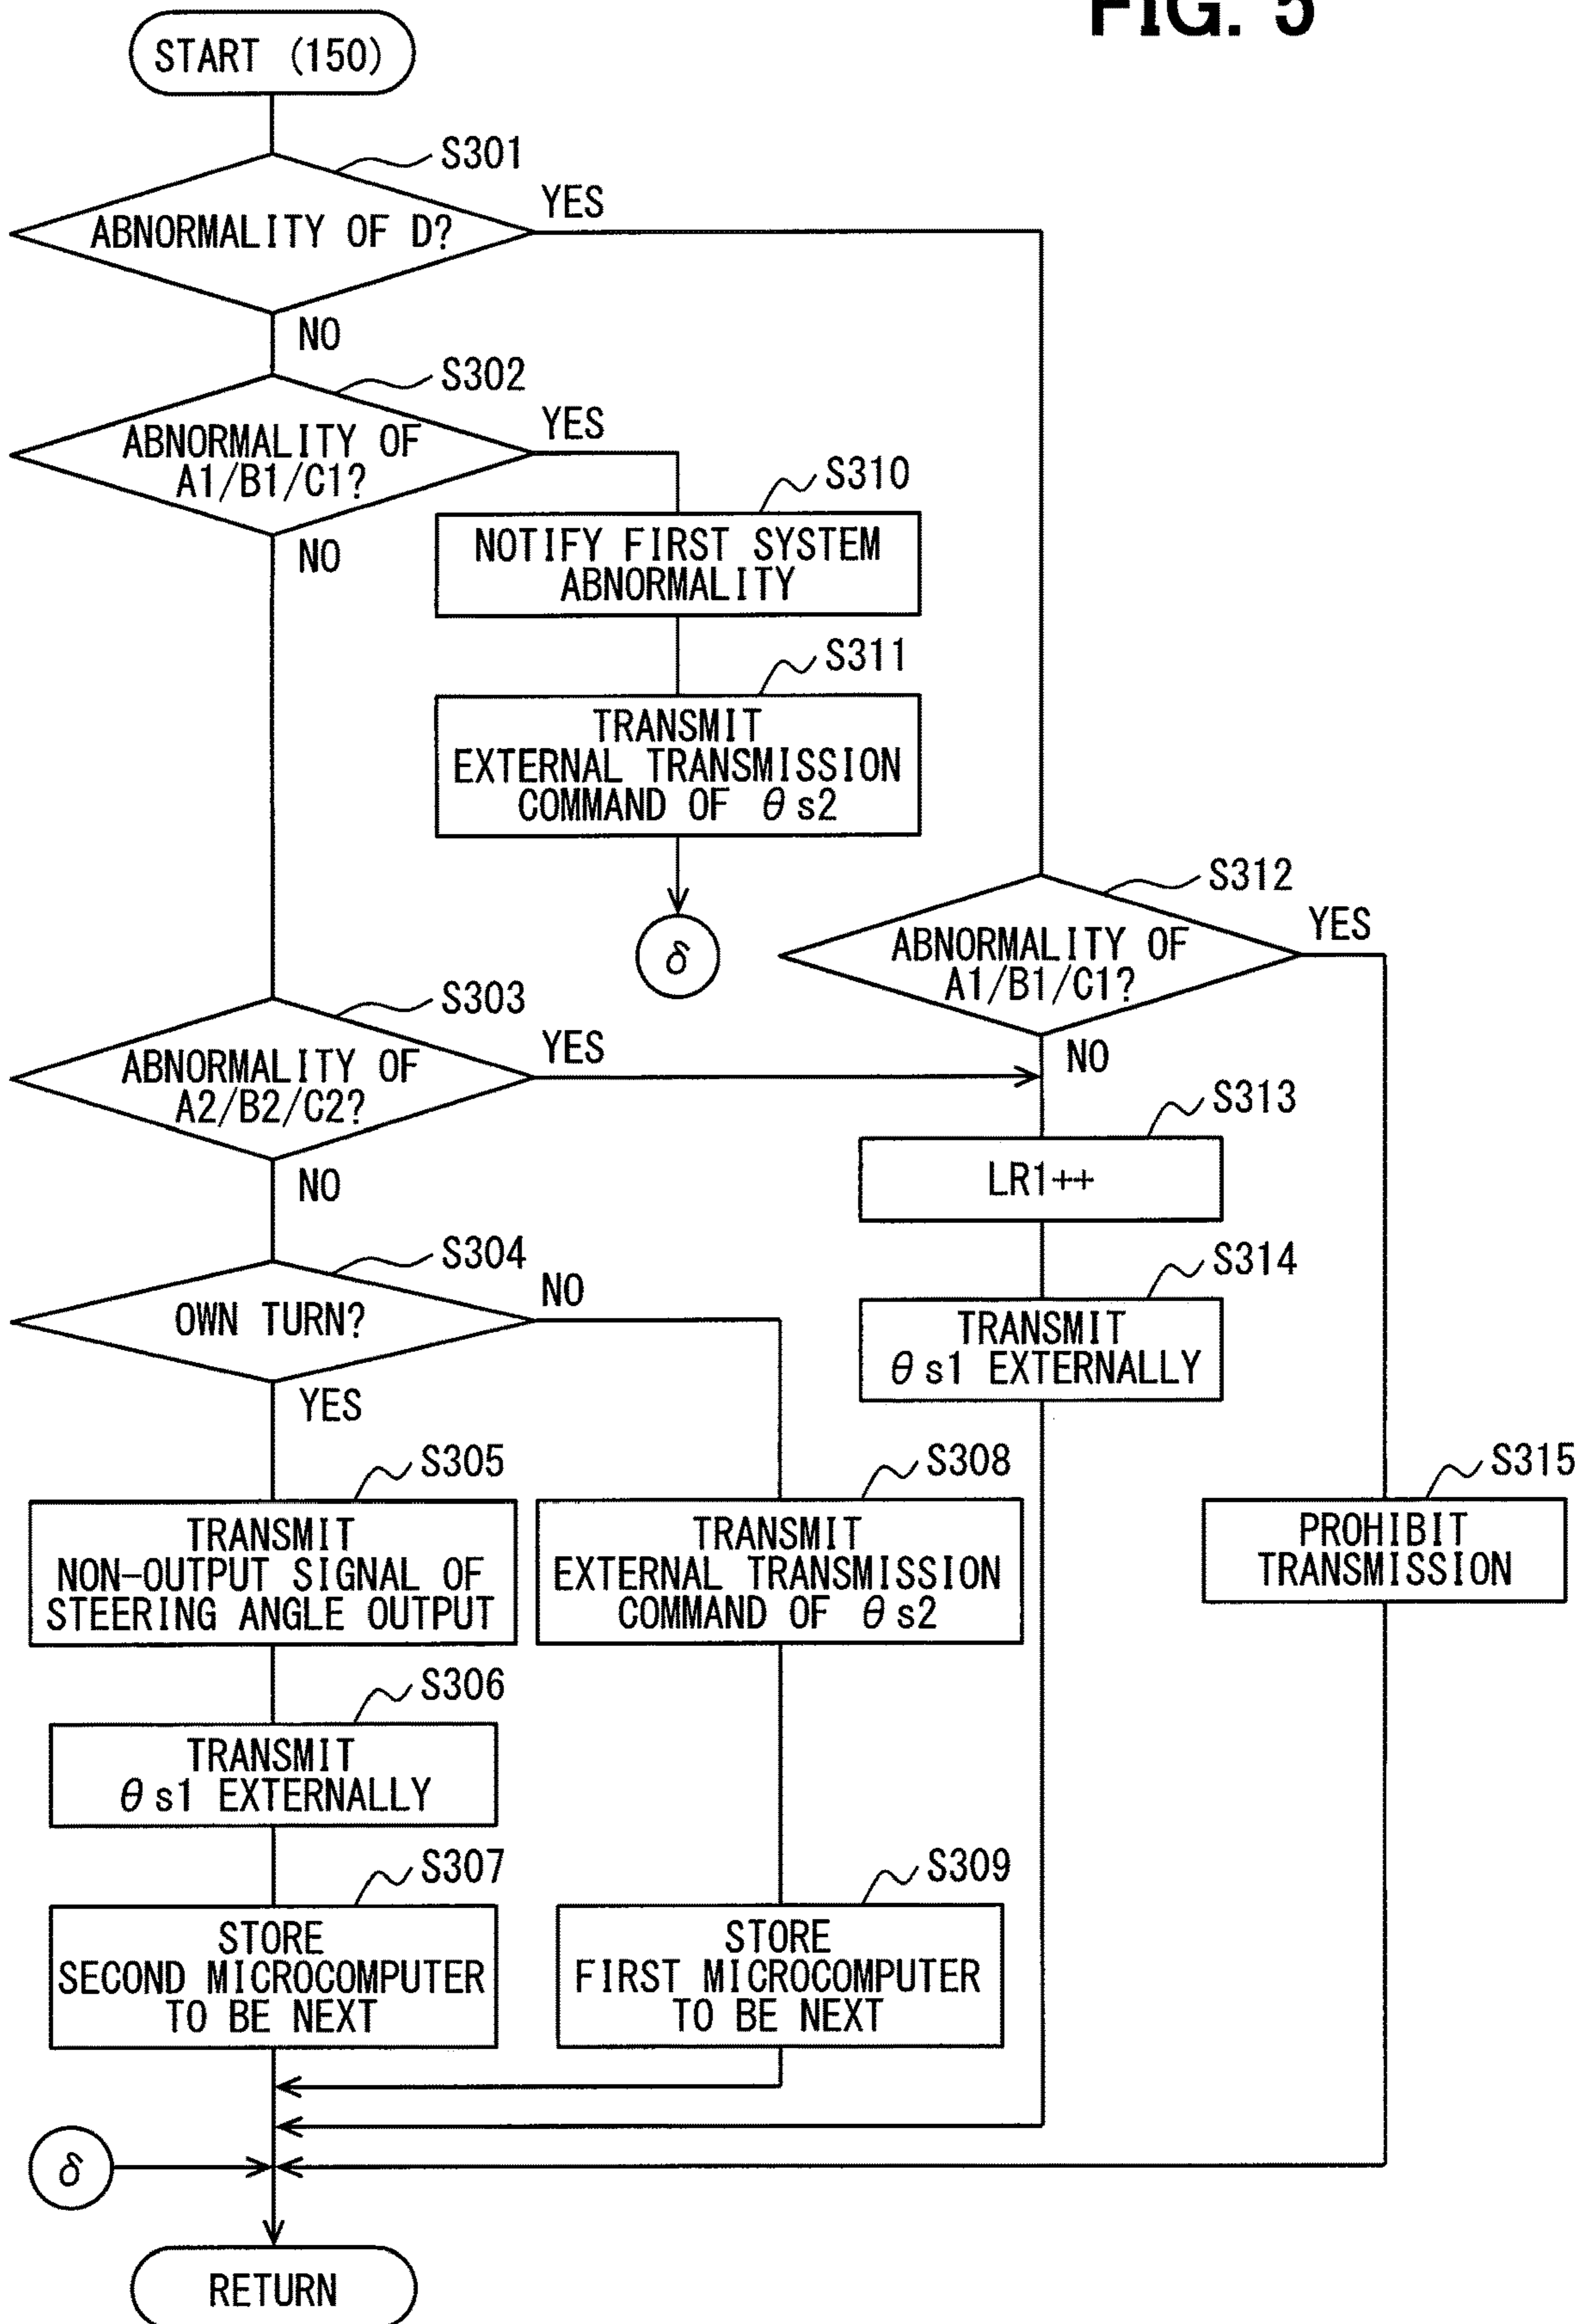 FIG. 5
START (150)
S301
ABNORMALITY OF D?
YES
NO
S302
ABNORMALITY OF
A1/B1/C1?
YES
NO
S310
NOTIFY FIRST SYSTEM
ABNORMALITY
S311
TRANSMIT
EXTERNAL TRANSMISSION
COMMAND OF θs2
δ
S312
ABNORMALITY OF
A1/B1/C1?
YES
NO
S303
ABNORMALITY OF
A2/B2/C2?
YES
NO
S313
LR1++
S304
OWN TURN?
NO
YES
S314
TRANSMIT
θs1 EXTERNALLY
S305
TRANSMIT
NON-OUTPUT SIGNAL OF
STEERING ANGLE OUTPUT
S308
TRANSMIT
EXTERNAL TRANSMISSION
COMMAND OF θs2
S315
PROHIBIT
TRANSMISSION
S306
TRANSMIT
θs1 EXTERNALLY
S307
STORE
SECOND MICROCOMPUTER
TO BE NEXT
S309
STORE
FIRST MICROCOMPUTER
TO BE NEXT
δ
RETURN